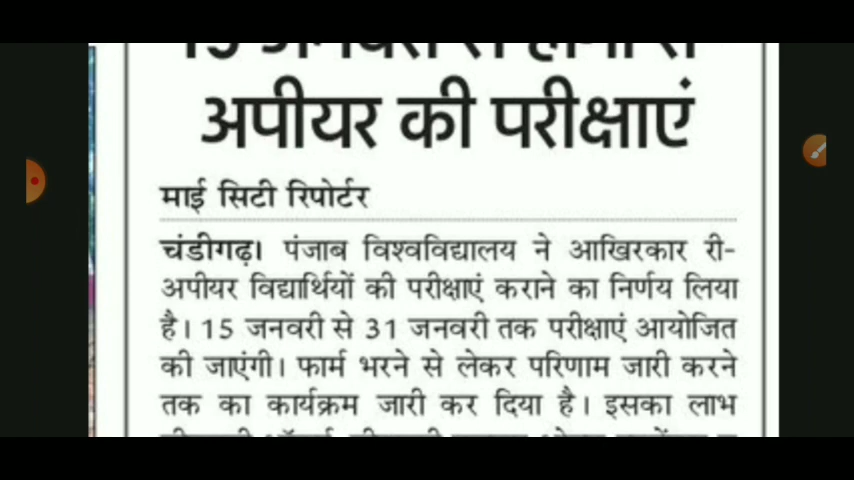 अपीयर की परीक्षाएं
माई सिटी रिपोर्टर
चंडीगढ़। पंजाब विश्वविद्यालय ने आखिरकार री-
अपीयर विद्यार्थियों की परीक्षाएं कराने का निर्णय लिया
है। 15 जनवरी से 31 जनवरी तक परीक्षाएं आयोजित
की जाएंगी। फार्म भरने से लेकर परिणाम जारी करने
तक का कार्यक्रम जारी कर दिया है। इसका लाभ